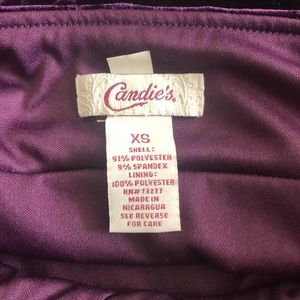 Candie's.
XS
SHELL:
91% POLYESTER
9% SPANDEX
LINING:
100% POLYESTER
RN# 73277
MADE IN
NICARAGUA
SEE REVERSE
FOR CARE